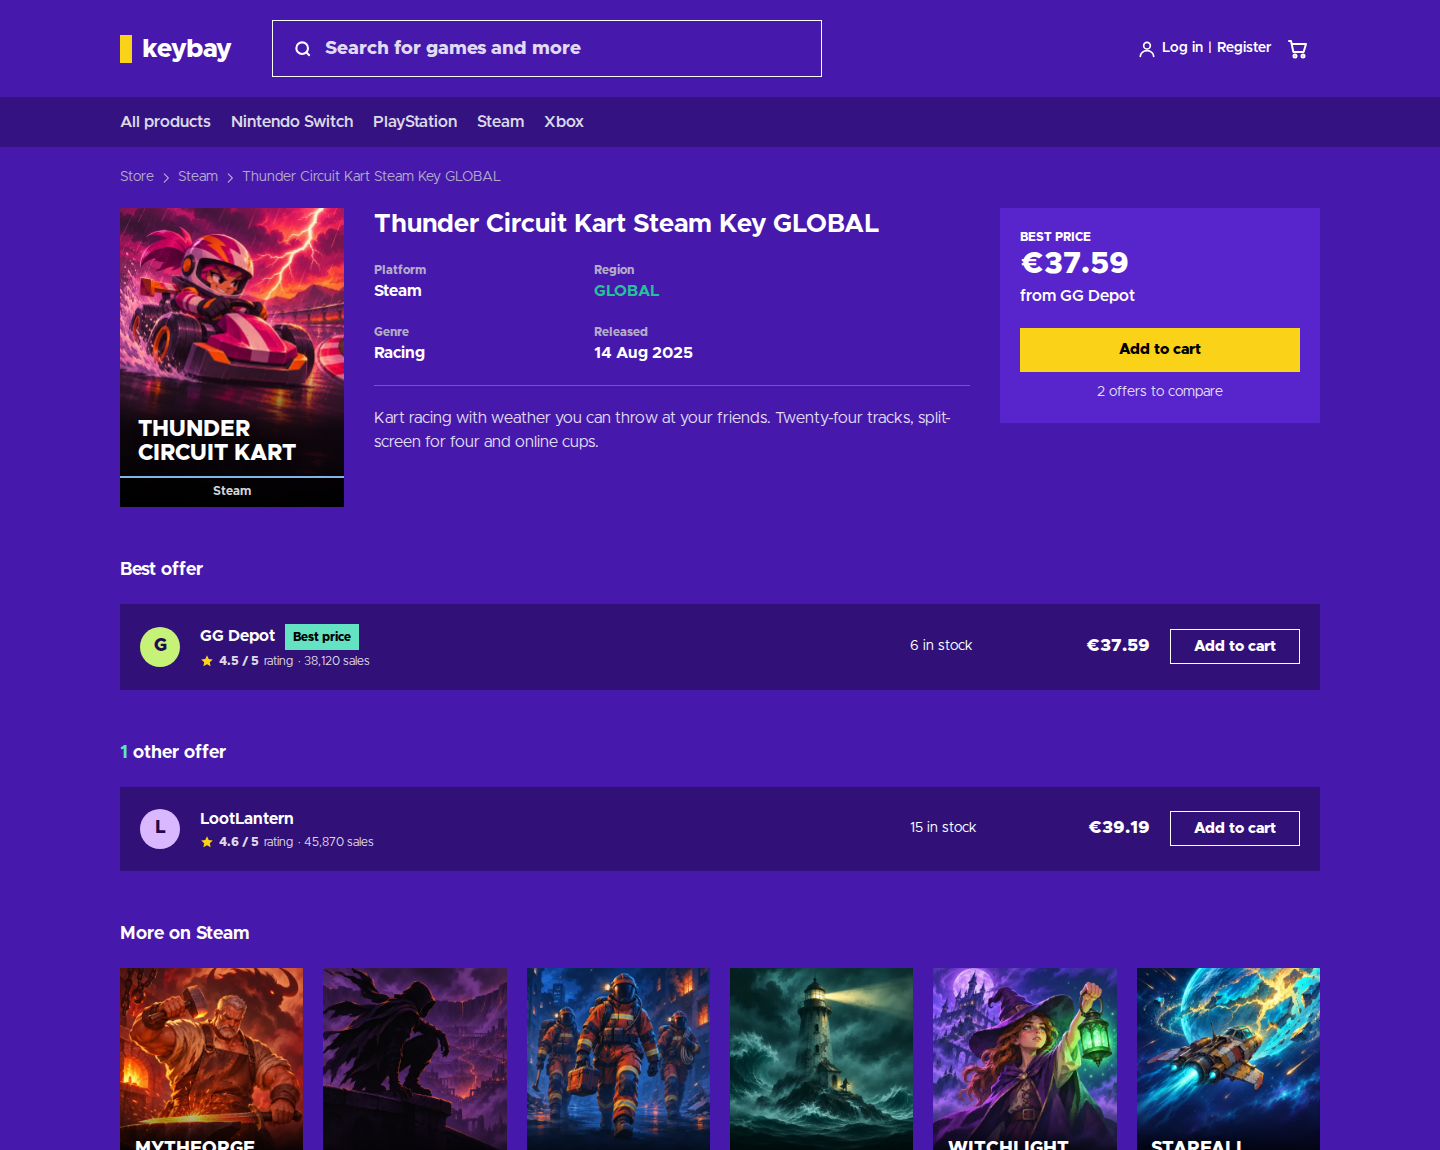 keybay
Search for games and more
Log in | Register
All products
Nintendo Switch
PlayStation
Steam
Xbox
Store
Steam
Thunder Circuit Kart Steam Key GLOBAL
THUNDER
CIRCUIT KART
Steam
Thunder Circuit Kart Steam Key GLOBAL
Platform
Steam
Region
GLOBAL
Genre
Racing
Released
14 Aug 2025
Kart racing with weather you can throw at your friends. Twenty-four tracks, split-
screen for four and online cups.
BEST PRICE
€37.59
from GG Depot
Add to cart
2 offers to compare
Best offer
G
GG Depot
Best price
4.5 / 5 rating · 38,120 sales
6 in stock
€37.59
Add to cart
1 other offer
L
LootLantern
4.6 / 5 rating · 45,870 sales
15 in stock
€39.19
Add to cart
More on Steam
MYTHFORGE
WITCHLIGHT
STARFALL